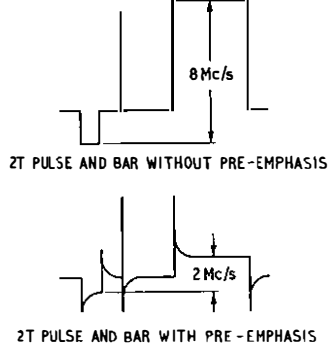 8 Mc/s
2T PULSE AND BAR WITHOUT PRE-EMPHASIS
2 Mc/s
2T PULSE AND BAR WITH PRE-EMPHASIS